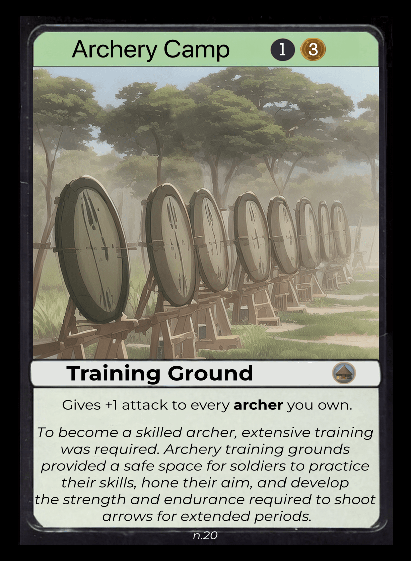 Archery Camp 1 3
Training Ground
Gives +1 attack to every archer you own.
To become a skilled archer, extensive training
was required. Archery training grounds
provided a safe space for soldiers to practice
their skills, hone their aim, and develop
the strength and endurance required to shoot
arrows for extended periods.
n.20